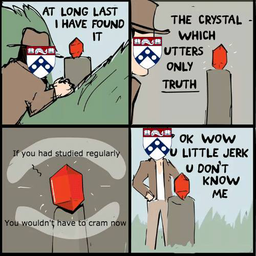 AT LONG LAST
I HAVE FOUND
IT
THE CRYSTAL
WHICH
UTTERS
ONLY
TRUTH
If you had studied regularly
You wouldn't have to cram now
OK WOW
U LITTLE JERK
U DON'T
KNOW
ME